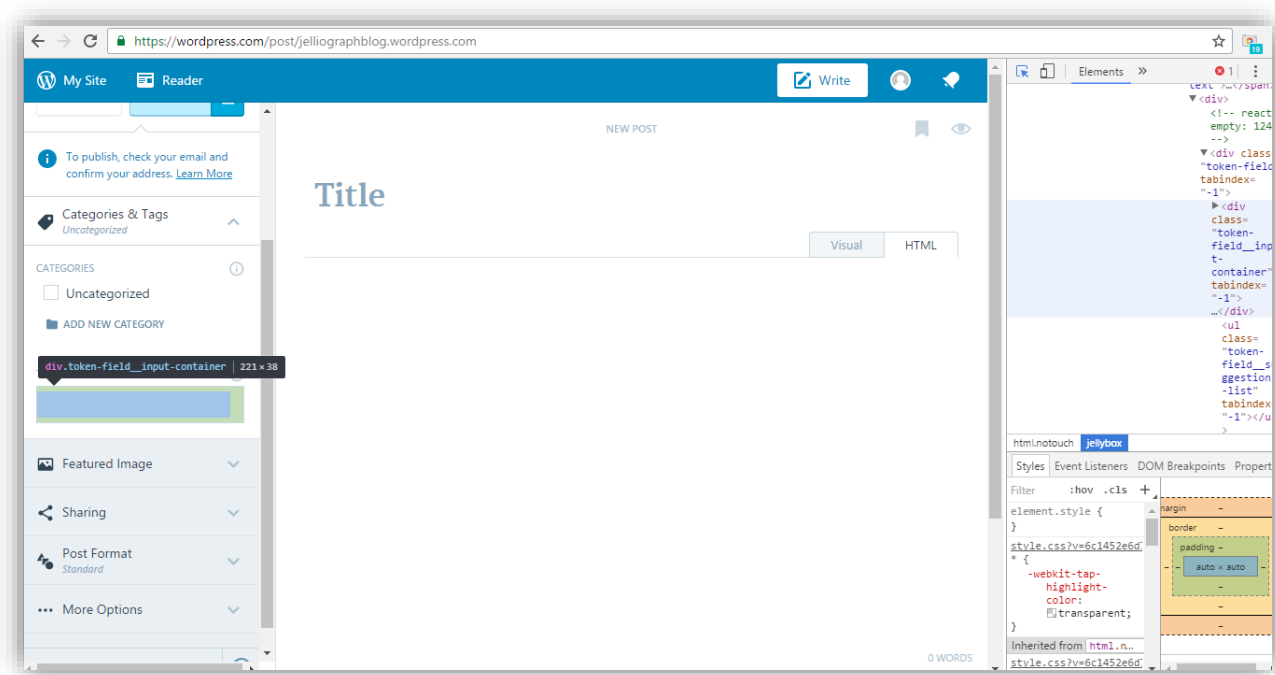 https://wordpress.com/post/jelliographblog.wordpress.com
19
My Site
Reader
Write
To publish, check your email and
confirm your address. Learn More
Categories & Tags
Uncategorized
CATEGORIES
Uncategorized
ADD NEW CATEGORY
div.token-field__input-container | 221 × 38
Featured Image
Sharing
Post Format
Standard
More Options
NEW POST
Title
Visual
HTML
0 WORDS
Elements » 1
text">…</span>
▼<div>
<!-- react
empty: 124
-->
▼<div class
"token-field
tabindex=
"-1">
▶<div
class=
"token-
field__inp
t-
container"
tabindex=
"-1">
…</div>
<ul
class=
"token-
field__s
ggestion
-list"
tabindex
"-1"></u
>
html.notouch jellybox
Styles Event Listeners DOM Breakpoints Propert
Filter :hov .cls +
element.style {
}
style.css?v=6c1452e6d
* {
-webkit-tap-
highlight-
color:
transparent;
}
Inherited from html.n…
style.css?v=6c1452e6d
margin –
border –
padding –
– – auto × auto –
–
–
–